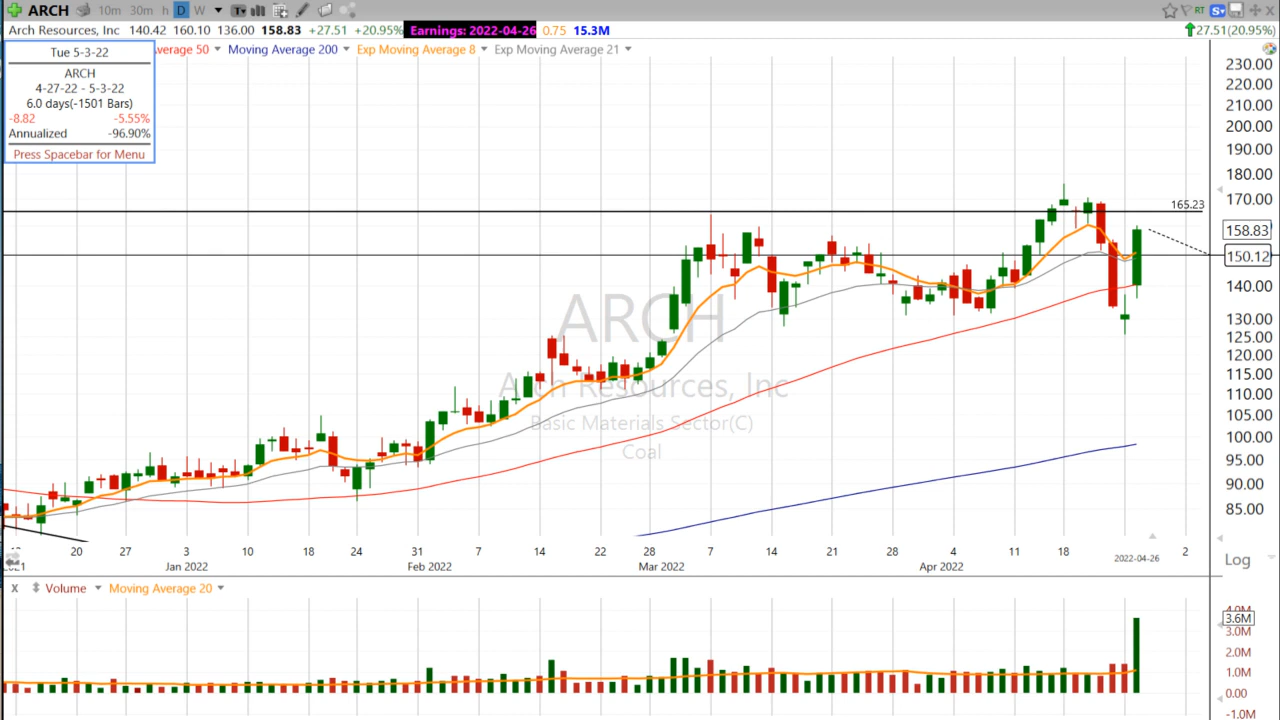 ARCH 10m 30m h D W RT S
Arch Resources, Inc 140.42 160.10 136.00 158.83 +27.51 +20.95% Earnings: 2022-04-26 0.75 15.3M 27.51(20.95%)
verage 50 Moving Average 200 Exp Moving Average 8 Exp Moving Average 21
Tue 5-3-22
ARCH
4-27-22 - 5-3-22
6.0 days(-1501 Bars)
-8.82 -5.55%
Annualized -96.90%
Press Spacebar for Menu
230.00
220.00
210.00
200.00
190.00
180.00
170.00
165.23
158.83
150.12
140.00
130.00
125.00
120.00
115.00
110.00
105.00
100.00
95.00
90.00
85.00
ARCH
Arch Resources, Inc
Basic Materials Sector(C)
Coal
20 27 3 10 18 24 31 7 14 22 28 7 14 21 28 4 11 18 2022-04-26 2
Jan 2022 Feb 2022 Mar 2022 Apr 2022
Log
X Volume Moving Average 20
4.0M
3.6M
3.0M
2.0M
1.0M
0.00
-1.0M